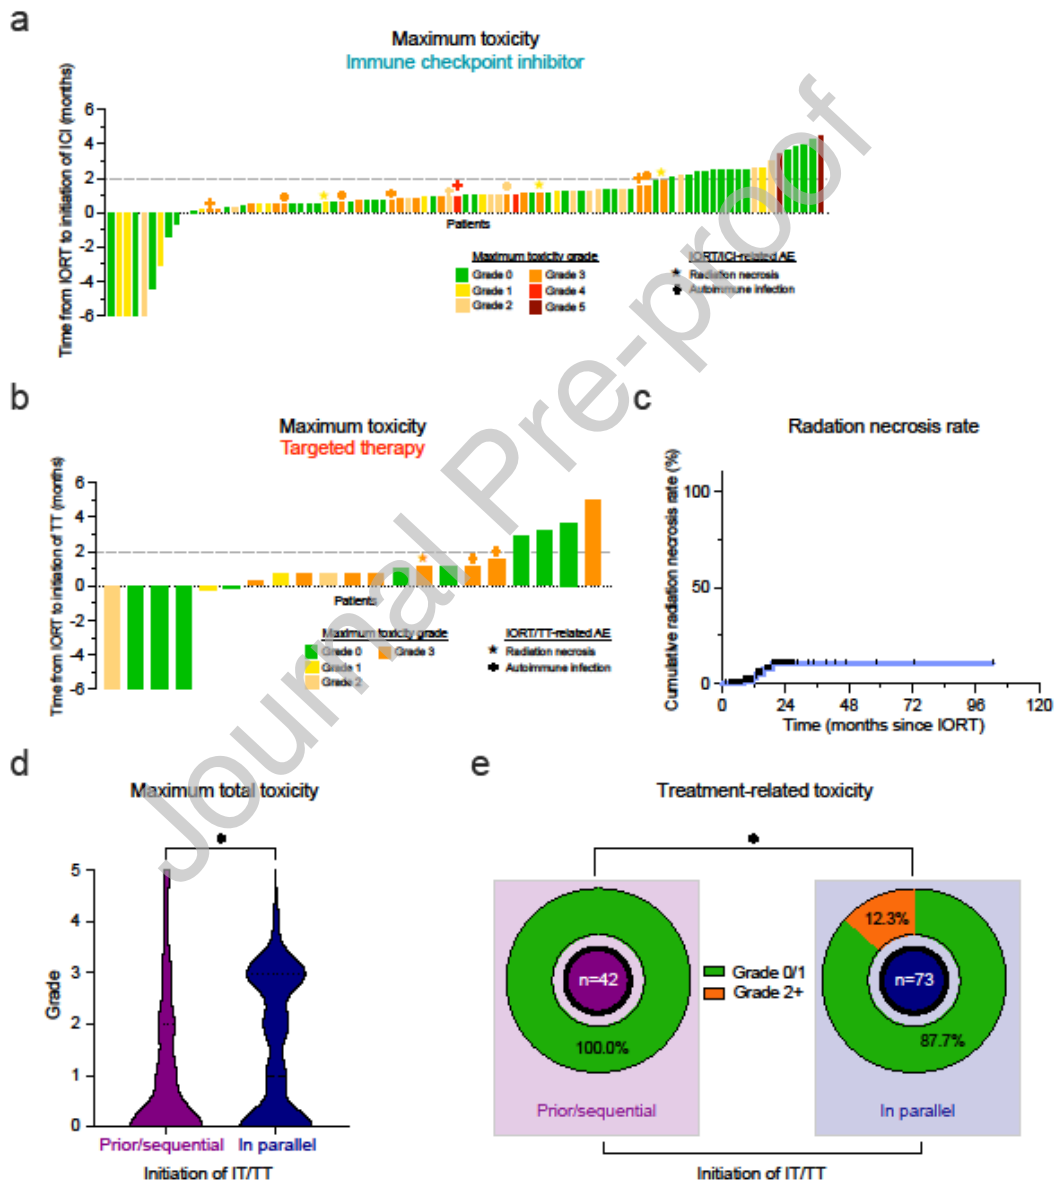 a
Maximum toxicity
Immune checkpoint inhibitor
Time from IORT to initiation of ICI (months)
6
4
2
0
-2
-4
-6
Patients
Maximum toxicity grade
Grade 0
Grade 1
Grade 2
Grade 3
Grade 4
Grade 5
IORT/ICI-related AE
Radiation necrosis
Autoimmune infection
b
Maximum toxicity
Targeted therapy
Time from IORT to initiation of TT (months)
6
4
2
0
-2
-4
-6
Patients
Maximum toxicity grade
Grade 0
Grade 1
Grade 2
Grade 3
IORT/TT-related AE
Radiation necrosis
Autoimmune infection
c
Radation necrosis rate
Cumulative radiation necrosis rate (%)
100
50
0
0 24 48 72 96 120
Time (months since IORT)
d
Maximum total toxicity
Grade
5
4
3
2
1
0
Prior/sequential In parallel
Initiation of IT/TT
e
Treatment-related toxicity
n=42
100.0%
Prior/sequential
Grade 0/1
Grade 2+
12.3%
n=73
87.7%
In parallel
Initiation of IT/TT
Journal Pre-proof